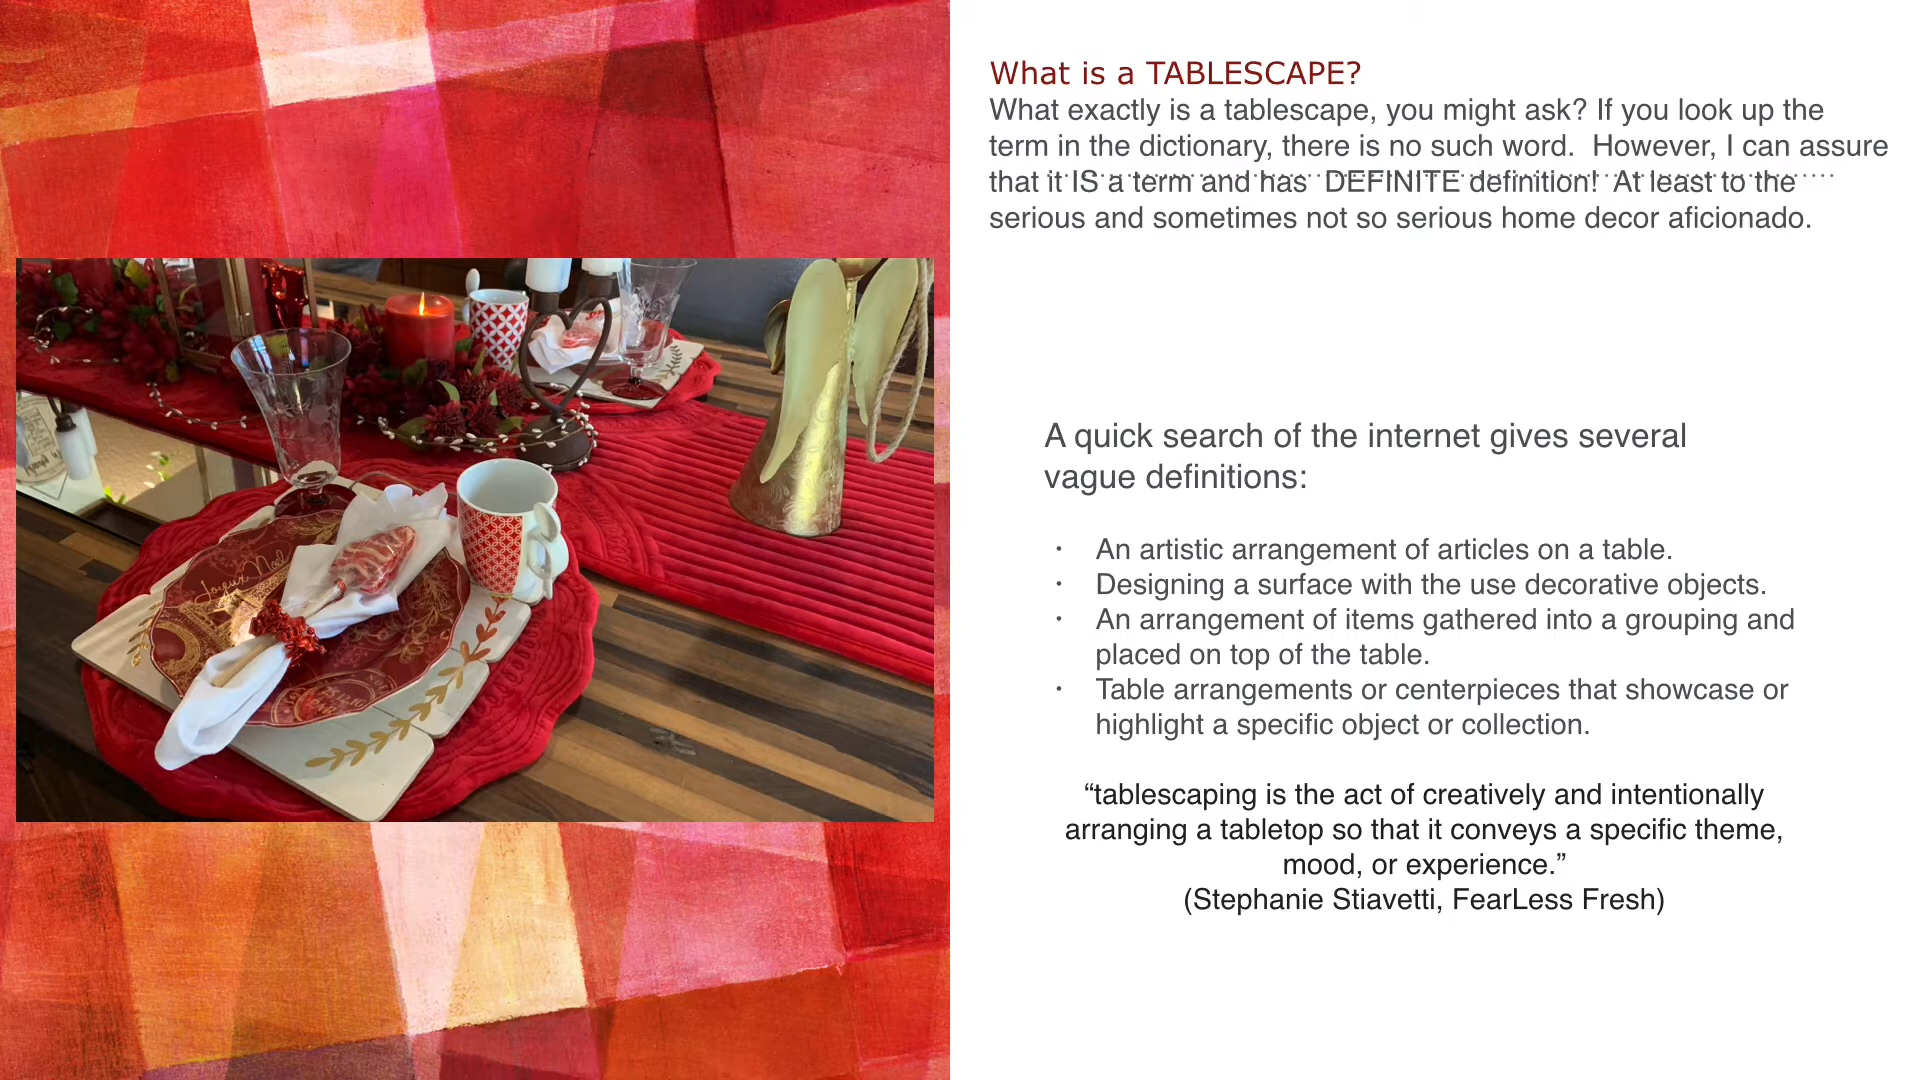 What is a TABLESCAPE?
What exactly is a tablescape, you might ask? If you look up the
term in the dictionary, there is no such word.  However, I can assure
that it IS a term and has  DEFINITE definition!  At least to the
serious and sometimes not so serious home decor aficionado.
A quick search of the internet gives several
vague definitions:
· An artistic arrangement of articles on a table.
· Designing a surface with the use decorative objects.
· An arrangement of items gathered into a grouping and
placed on top of the table.
· Table arrangements or centerpieces that showcase or
highlight a specific object or collection.
“tablescaping is the act of creatively and intentionally
arranging a tabletop so that it conveys a specific theme,
mood, or experience.”
(Stephanie Stiavetti, FearLess Fresh)
Joyeux Noel